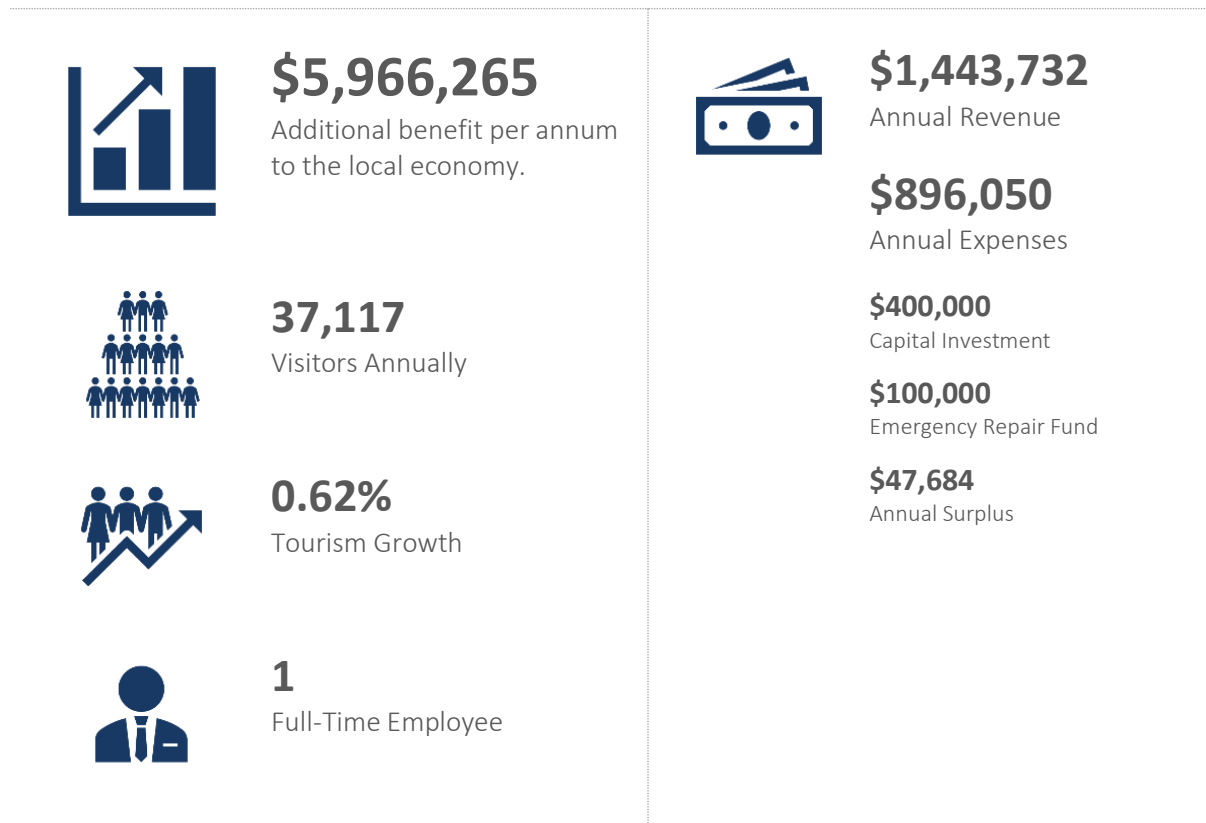 $5,966,265
Additional benefit per annum
to the local economy.
37,117
Visitors Annually
0.62%
Tourism Growth
1
Full-Time Employee
$1,443,732
Annual Revenue
$896,050
Annual Expenses
$400,000
Capital Investment
$100,000
Emergency Repair Fund
$47,684
Annual Surplus